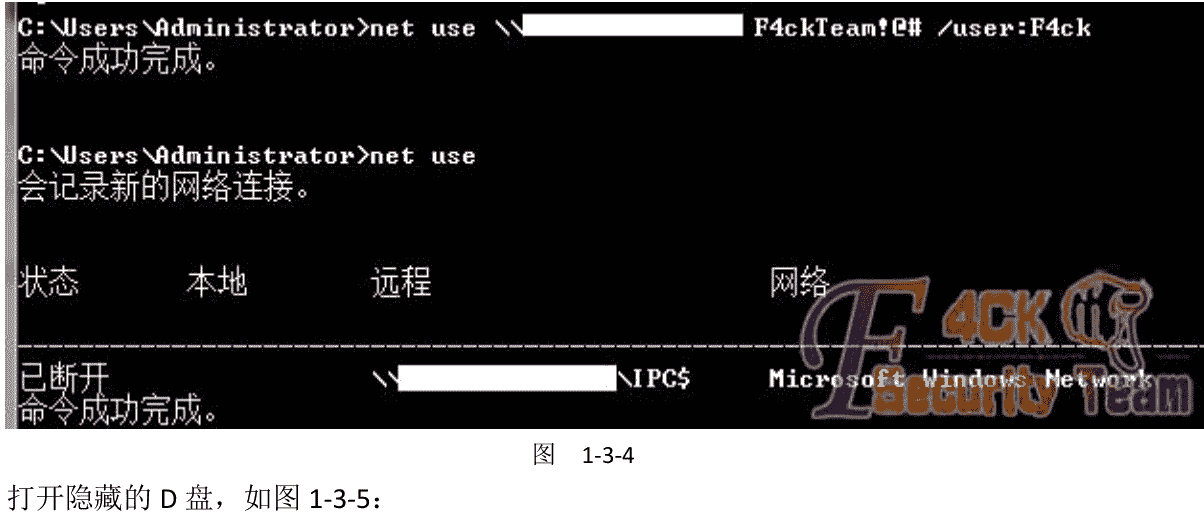 C:\Users\Administrator>net use \\ F4ckTeam!@# /user:F4ck
命令成功完成。
C:\Users\Administrator>net use
会记录新的网络连接。
状态 本地 远程 网络
-------------------------------------------------------------------------------
已断开 \\ \IPC$ Microsoft Windows Network
命令成功完成。
F4CK
Security Team
图 1-3-4
打开隐藏的 D 盘，如图 1-3-5：